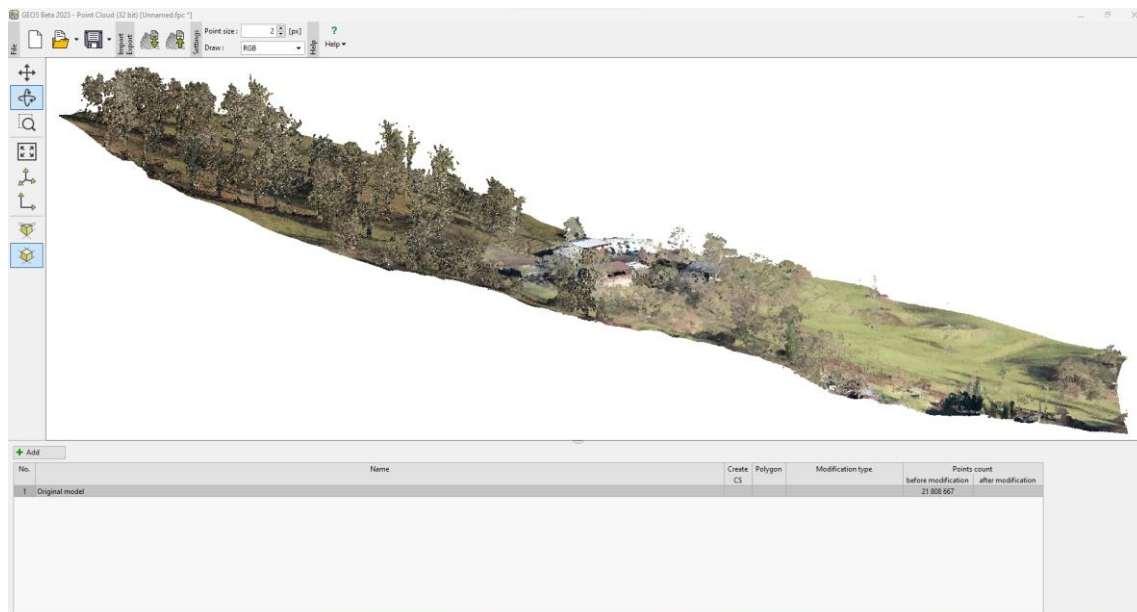 GEO5 Beta 2023 - Point Cloud (32 bit) [Unnamed.fpc *]
File
Import
Export
Settings
Point size : 2 [px]
Draw : RGB
Help
?
Help
Add
No. Name Create Polygon Modification type Points count
CS before modification after modification
1 Original model 21 808 667